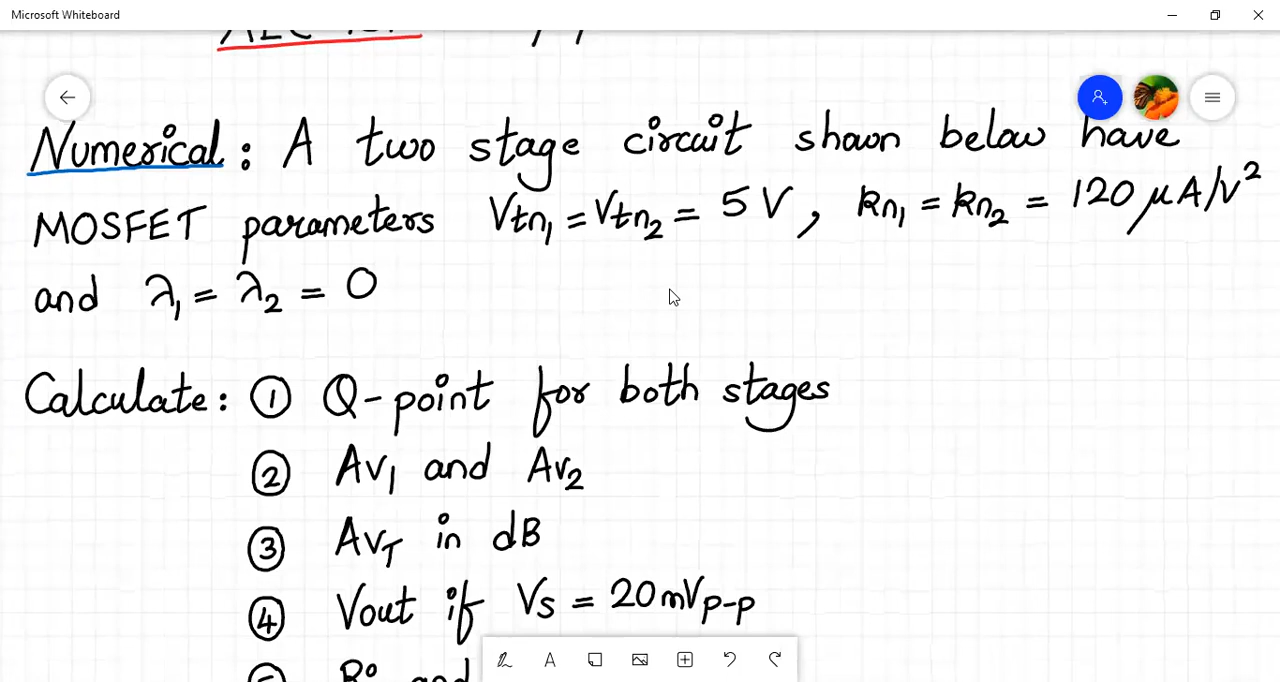 Microsoft Whiteboard
Numerical: A two stage circuit shown below have
MOSFET parameters Vtn₁ = Vtn₂ = 5 V, kn₁ = kn₂ = 120 μA/V²
and λ₁ = λ₂ = 0
Calculate: ① Q-point for both stages
② Av₁ and Av₂
③ AvT in dB
④ Vout if Vs = 20 mVp-p